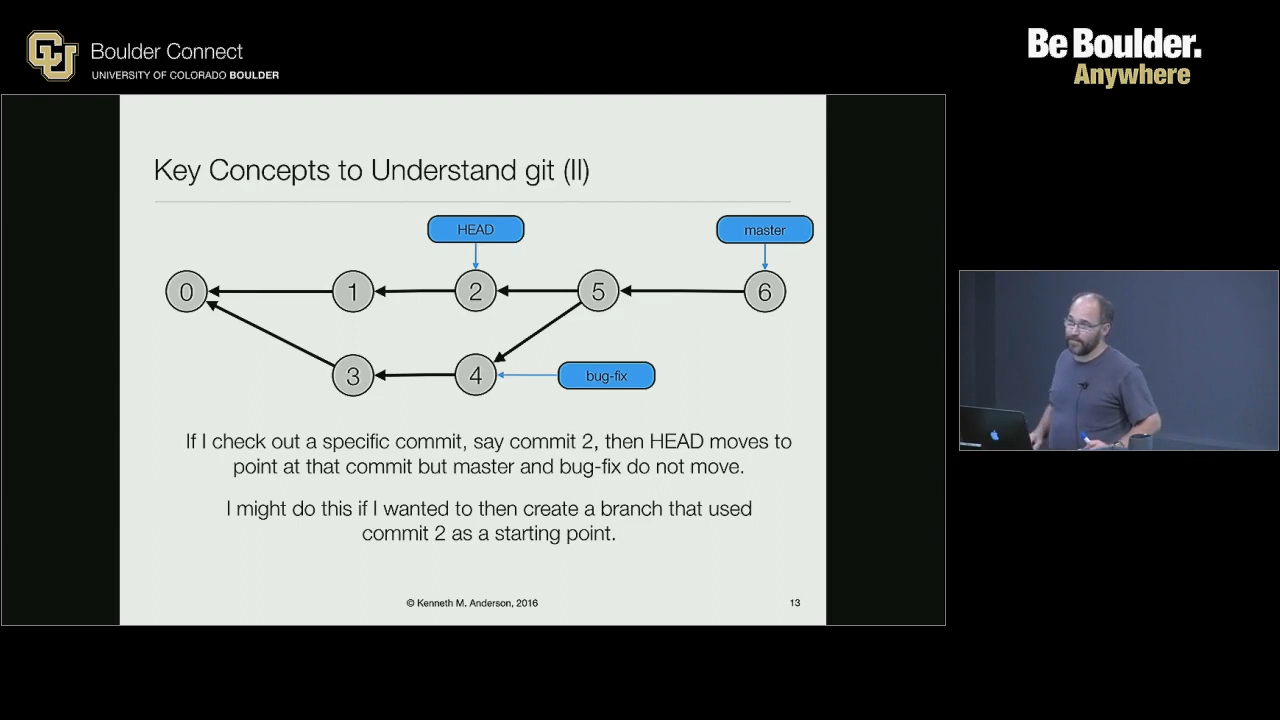 CU
Boulder Connect
UNIVERSITY OF COLORADO BOULDER
Be Boulder.
Anywhere
Key Concepts to Understand git (II)
HEAD
master
0
1
2
5
6
3
4
bug-fix
If I check out a specific commit, say commit 2, then HEAD moves to
point at that commit but master and bug-fix do not move.
I might do this if I wanted to then create a branch that used
commit 2 as a starting point.
© Kenneth M. Anderson, 2016
13